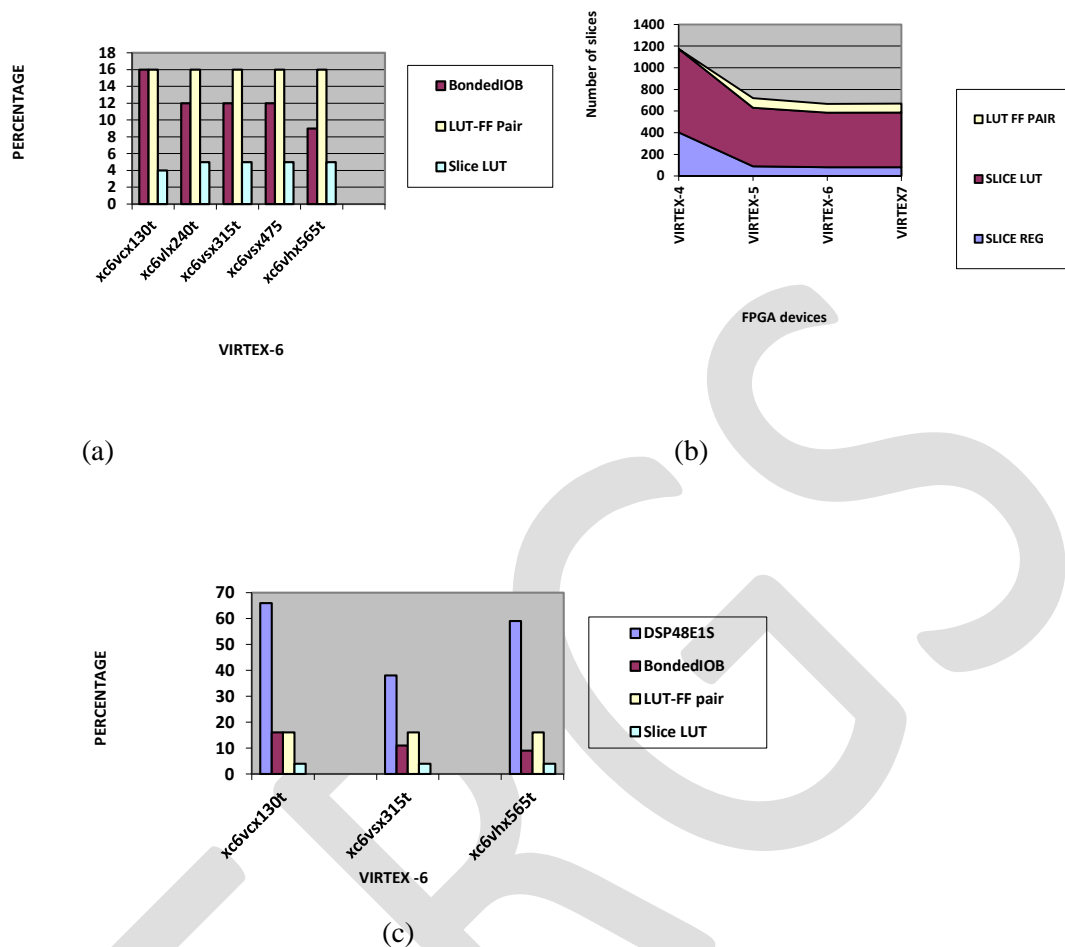 PERCENTAGE
18
16
14
12
10
8
6
4
2
0
xc6vcx130t
xc6vlx240t
xc6vsx315t
xc6vsx475
xc6vhx565t
VIRTEX-6
BondedIOB
LUT-FF Pair
Slice LUT
(a)
Number of slices
1400
1200
1000
800
600
400
200
0
VIRTEX-4
VIRTEX-5
VIRTEX-6
VIRTEX7
FPGA devices
LUT FF PAIR
SLICE LUT
SLICE REG
(b)
PERCENTAGE
70
60
50
40
30
20
10
0
xc6vcx130t
xc6vsx315t
xc6vhx565t
VIRTEX -6
DSP48E1S
BondedIOB
LUT-FF pair
Slice LUT
(c)